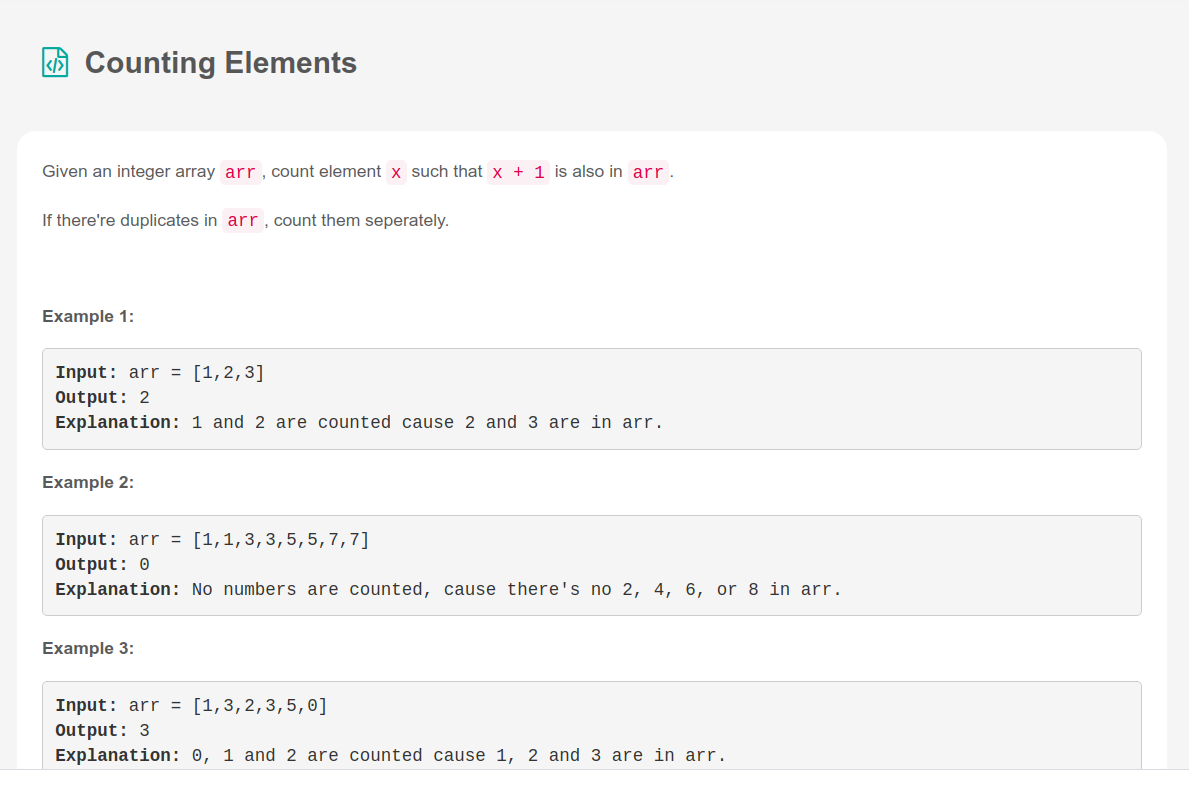 Counting Elements
Given an integer array arr, count element x such that x + 1 is also in arr.
If there're duplicates in arr, count them seperately.
Example 1:
Input: arr = [1,2,3]
Output: 2
Explanation: 1 and 2 are counted cause 2 and 3 are in arr.
Example 2:
Input: arr = [1,1,3,3,5,5,7,7]
Output: 0
Explanation: No numbers are counted, cause there's no 2, 4, 6, or 8 in arr.
Example 3:
Input: arr = [1,3,2,3,5,0]
Output: 3
Explanation: 0, 1 and 2 are counted cause 1, 2 and 3 are in arr.